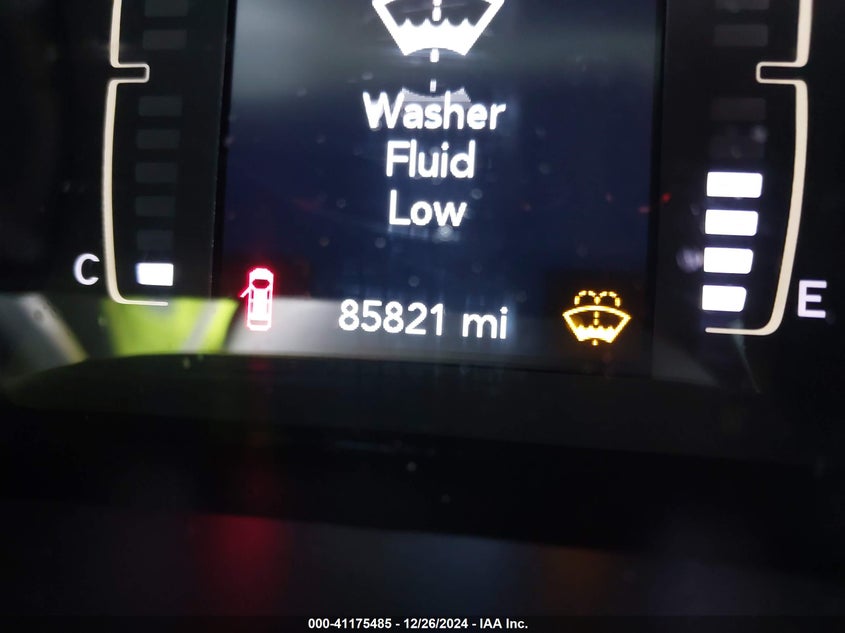 Washer
Fluid
Low
C
85821 mi
E
000-41175485 - 12/26/2024 - IAA Inc.